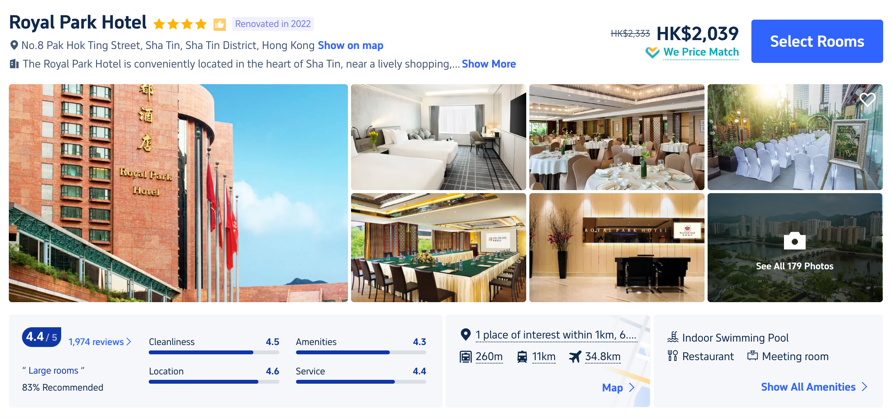 Royal Park Hotel
Renovated in 2022
No.8 Pak Hok Ting Street, Sha Tin, Sha Tin District, Hong Kong Show on map
The Royal Park Hotel is conveniently located in the heart of Sha Tin, near a lively shopping,... Show More
HK$2,333 HK$2,039
We Price Match
Select Rooms
都
酒
店
Royal Park
Hotel
ROYAL PARK HOTEL
See All 179 Photos
4.4 / 5
1,974 reviews
" Large rooms "
83% Recommended
Cleanliness 4.5
Amenities 4.3
Location 4.6
Service 4.4
1 place of interest within 1km, 6....
260m 11km 34.8km
Map
Indoor Swimming Pool
Restaurant Meeting room
Show All Amenities